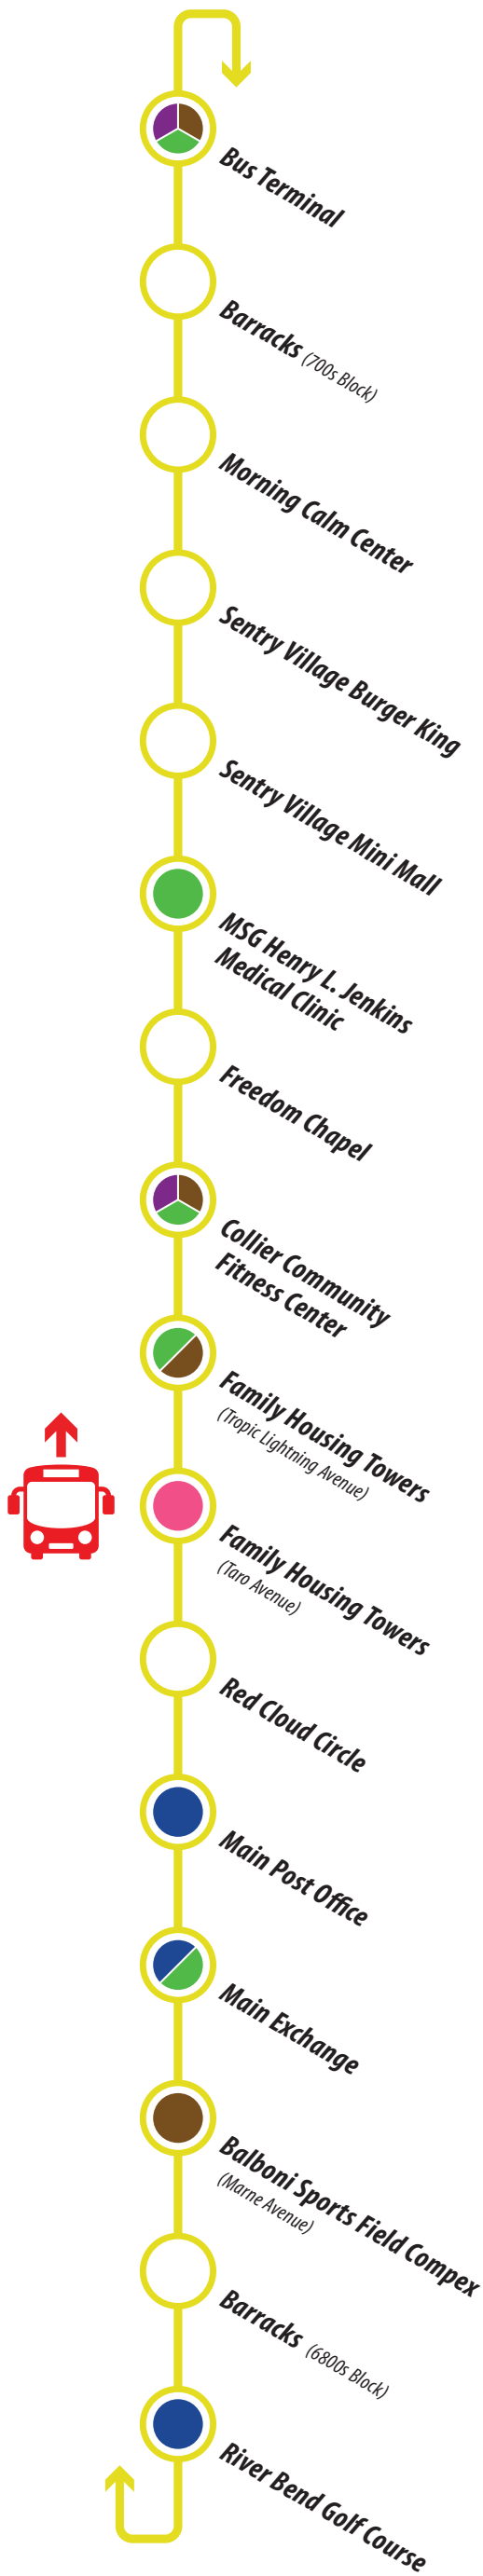 Bus Terminal
Barracks (700s Block)
Morning Calm Center
Sentry Village Burger King
Sentry Village Mini Mall
MSG Henry L. Jenkins
Medical Clinic
Freedom Chapel
Collier Community
Fitness Center
Family Housing Towers
(Tropic Lightning Avenue)
Family Housing Towers
(Taro Avenue)
Red Cloud Circle
Main Post Office
Main Exchange
Balboni Sports Field Compex
(Marne Avenue)
Barracks (6800s Block)
River Bend Golf Course